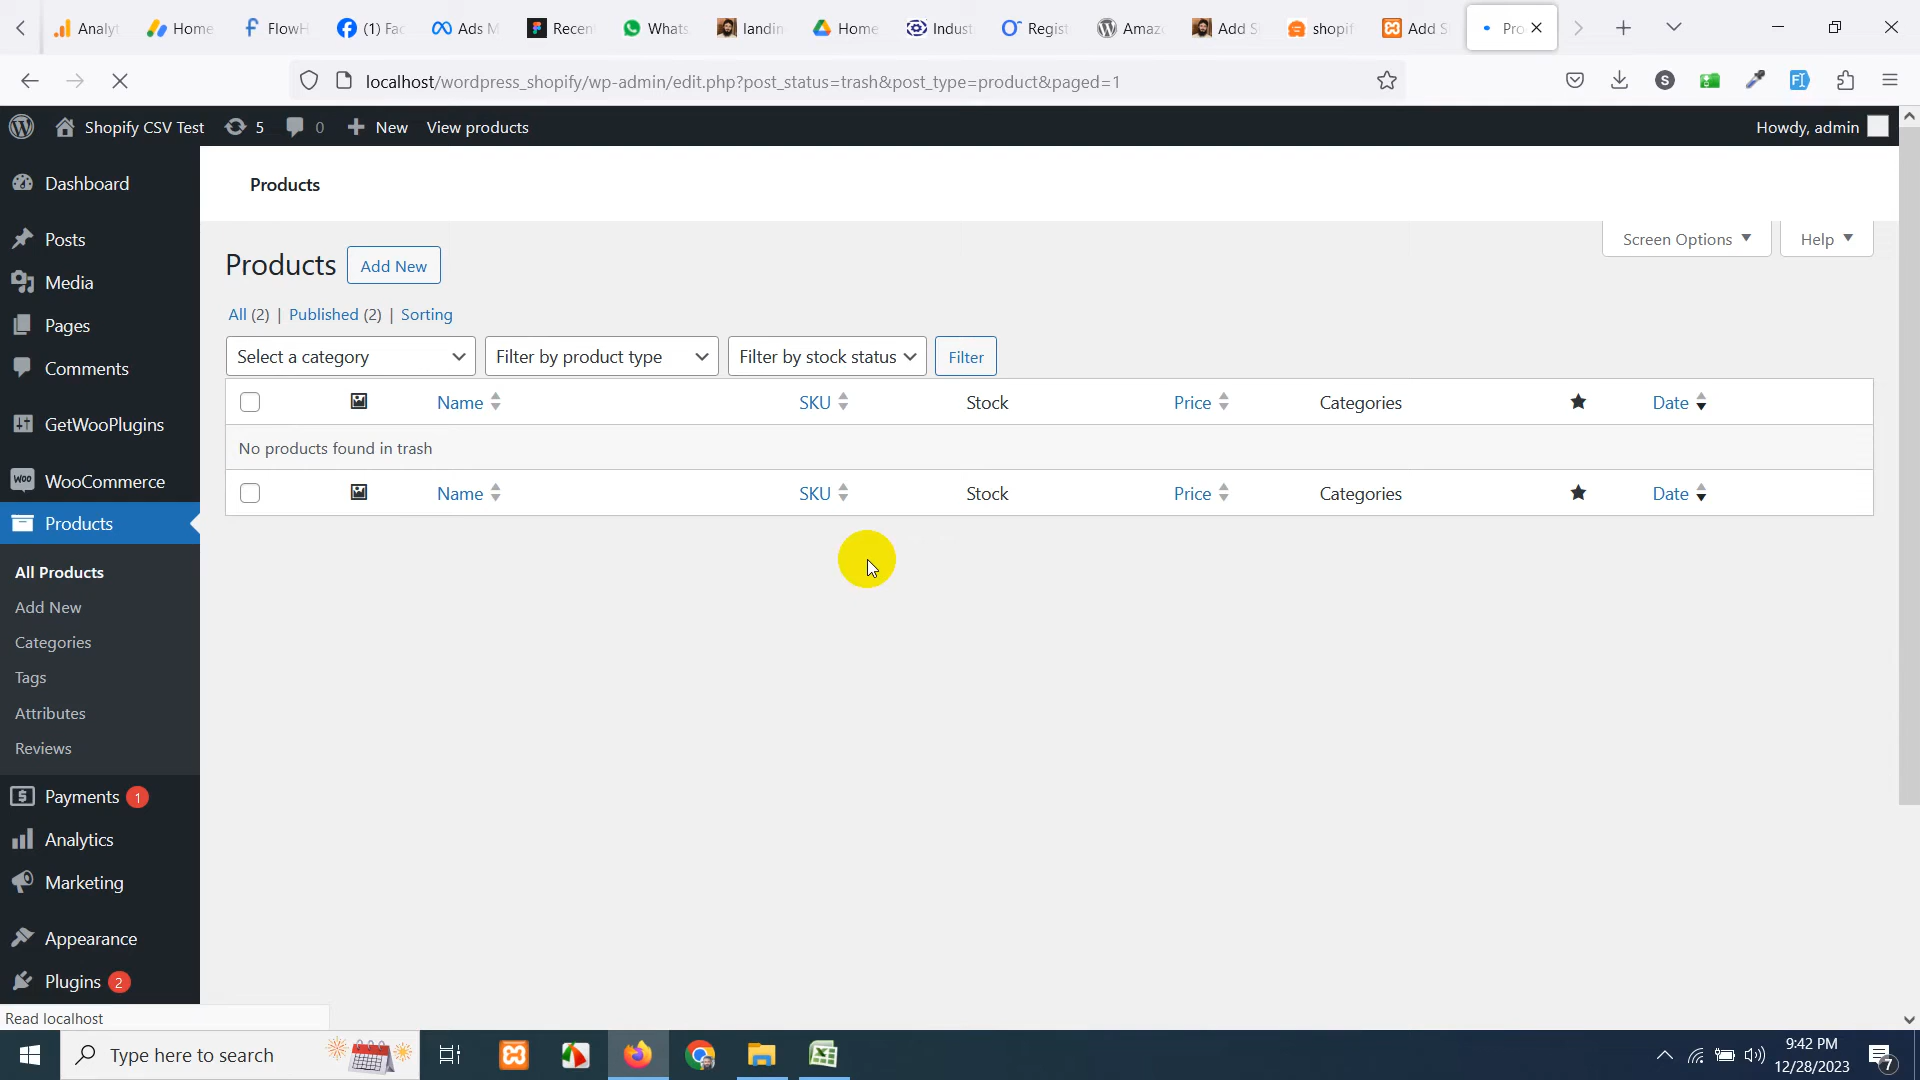 Analyt
Home
FlowH
(1) Fac
Ads M
Recen
Whats
landin
Home
Indust
Regist
Amaz
Add S
shopif
Add S
Pro
localhost/wordpress_shopify/wp-admin/edit.php?post_status=trash&post_type=product&paged=1
Shopify CSV Test 5 0 New View products Howdy, admin
Dashboard
Posts
Media
Pages
Comments
GetWooPlugins
WooCommerce
Products
All Products
Add New
Categories
Tags
Attributes
Reviews
Payments 1
Analytics
Marketing
Appearance
Plugins 2
Products
Screen Options Help
Products Add New
All (2) | Published (2) | Sorting
Select a category Filter by product type Filter by stock status Filter
Name SKU Stock Price Categories Date
No products found in trash
Name SKU Stock Price Categories Date
Read localhost
Type here to search
9:42 PM
12/28/2023
7